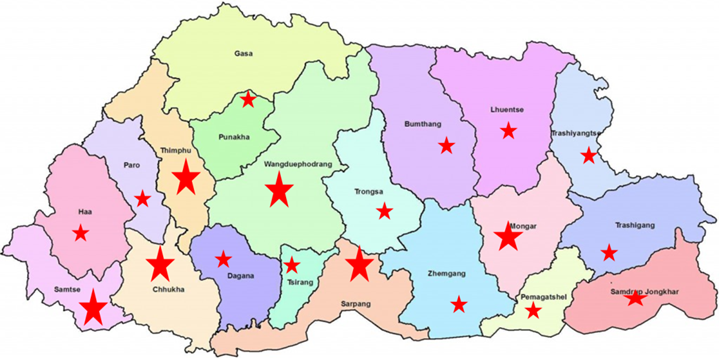 Gasa
Punakha
Thimphu
Paro
Haa
Samtse
Chhukha
Wangduephodrang
Dagana
Tsirang
Sarpang
Trongsa
Bumthang
Zhemgang
Lhuentse
Mongar
Trashiyangtse
Trashigang
Pemagatshel
Samdrup Jongkhar